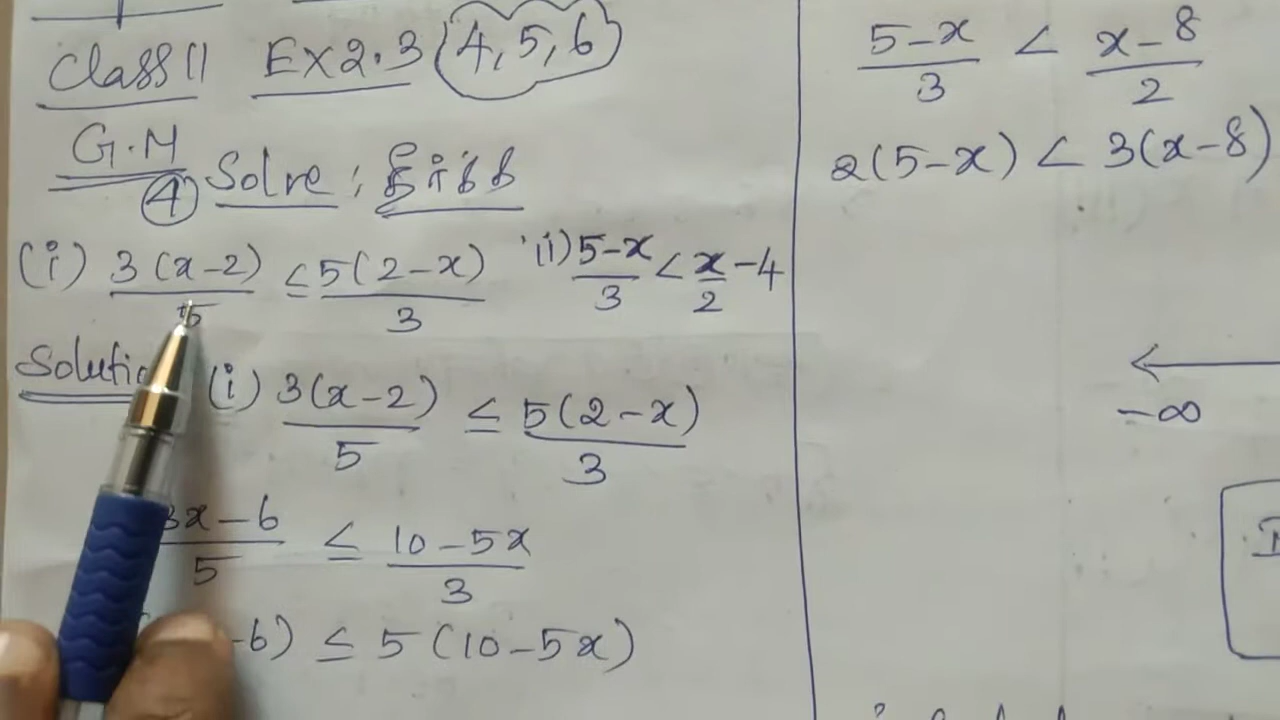 Class 11 EX 2.3 (4, 5, 6)
G.M
(4) Solve :
(i) 3(x-2)/5 ≤ 5(2-x)/3 (ii) 5-x/3 < x/2 - 4
Solutio (i) 3(x-2)/5 ≤ 5(2-x)/3
3x-6/5 ≤ 10-5x/3
-6) ≤ 5(10-5x)
5-x/3 < x-8/2
2(5-x) < 3(x-8)
-∞